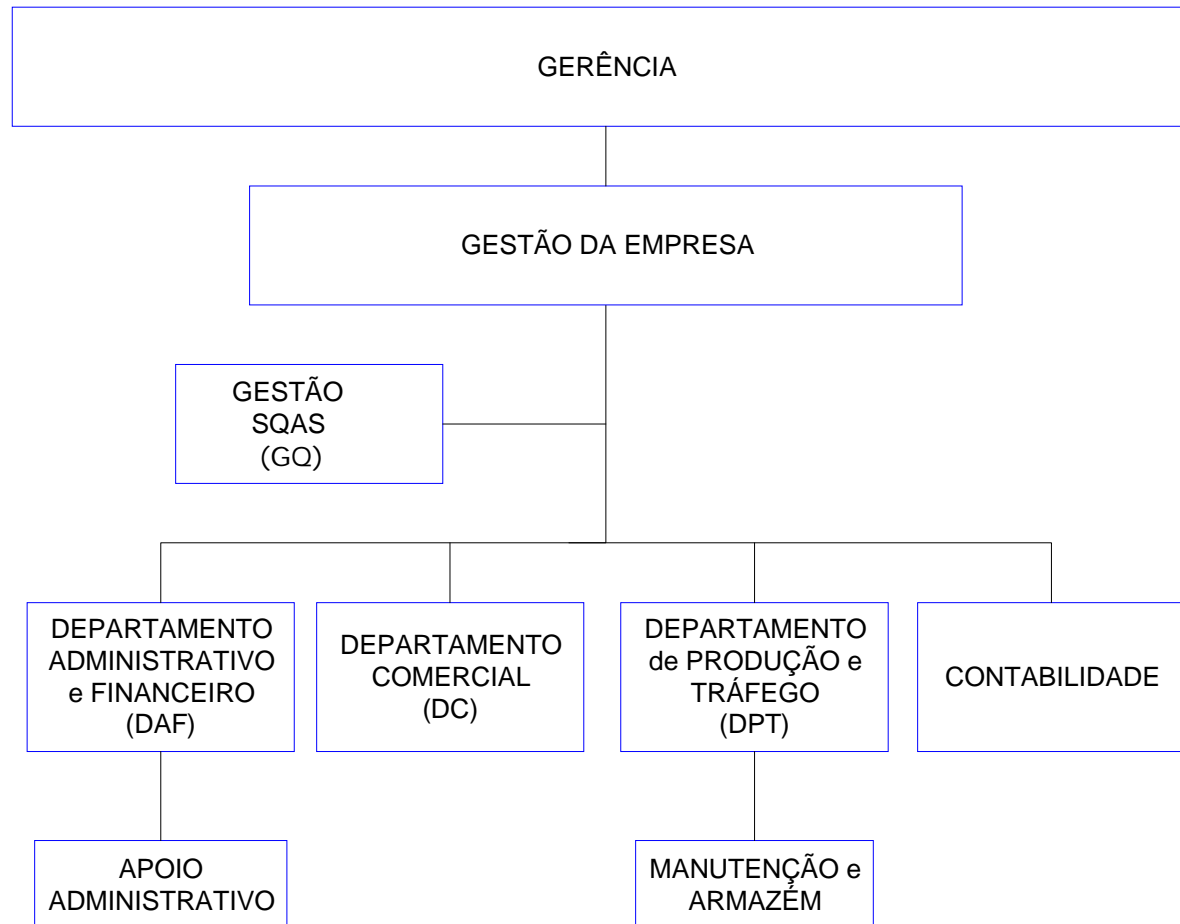 GERÊNCIA
GESTÃO DA EMPRESA
GESTÃO
SQAS
(GQ)
DEPARTAMENTO
ADMINISTRATIVO
e FINANCEIRO
(DAF)
DEPARTAMENTO
COMERCIAL
(DC)
DEPARTAMENTO
de PRODUÇÃO e
TRÁFEGO
(DPT)
CONTABILIDADE
APOIO
ADMINISTRATIVO
MANUTENÇÃO e
ARMAZÉM